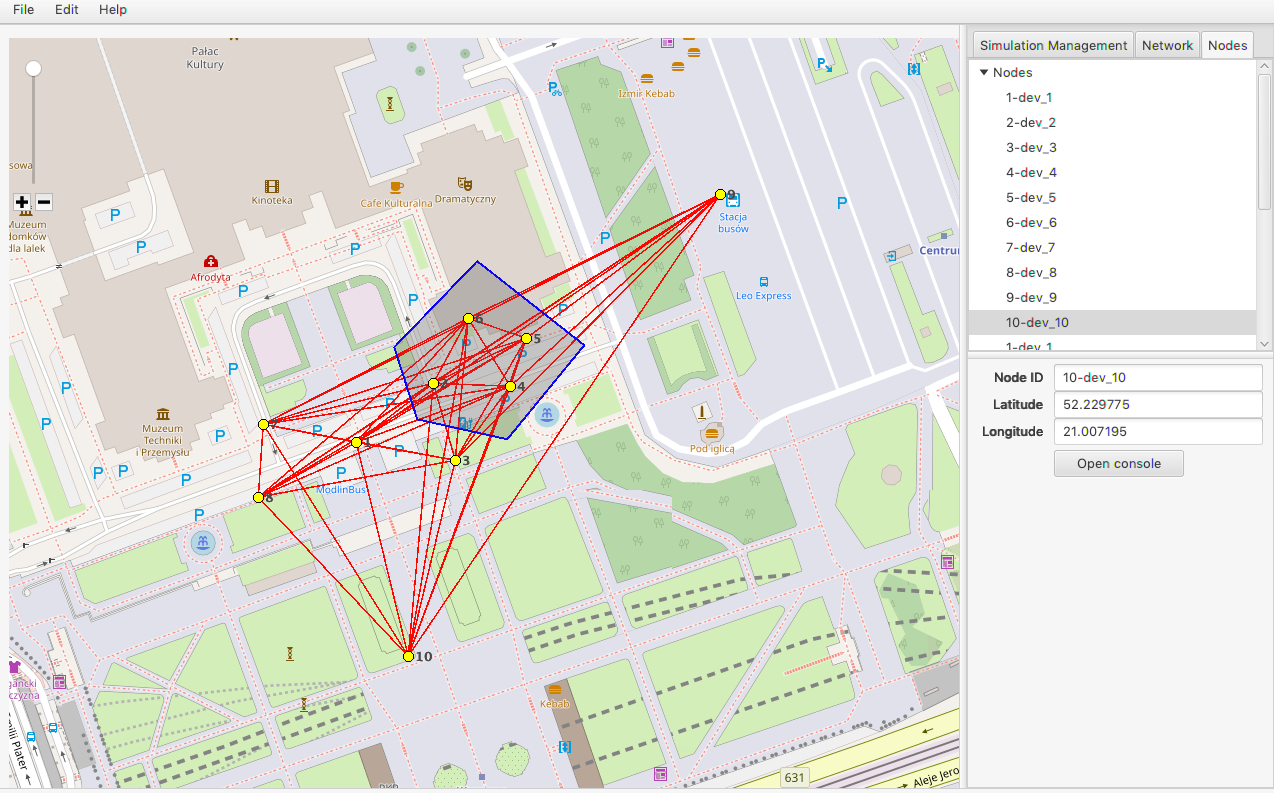 File Edit Help
Pałac
Kultury
Izmir Kebab
sowa
Kinoteka
Cafe Kulturalna
Dramatyczny
Muzeum
domków
dla lalek
Afrodyta
9
Stacja
busów
Leo Express
Centrum
6
5
4
1
3
8
10
Muzeum
Techniki
i Przemysłu
ModlinBus
Pod iglicą
Kebab
gancki
czyzna
ilii Plater
631
Aleje Jero
P
Simulation Management
Network
Nodes
Nodes
1-dev_1
2-dev_2
3-dev_3
4-dev_4
5-dev_5
6-dev_6
7-dev_7
8-dev_8
9-dev_9
10-dev_10
1-dev_1
Node ID 10-dev_10
Latitude 52.229775
Longitude 21.007195
Open console